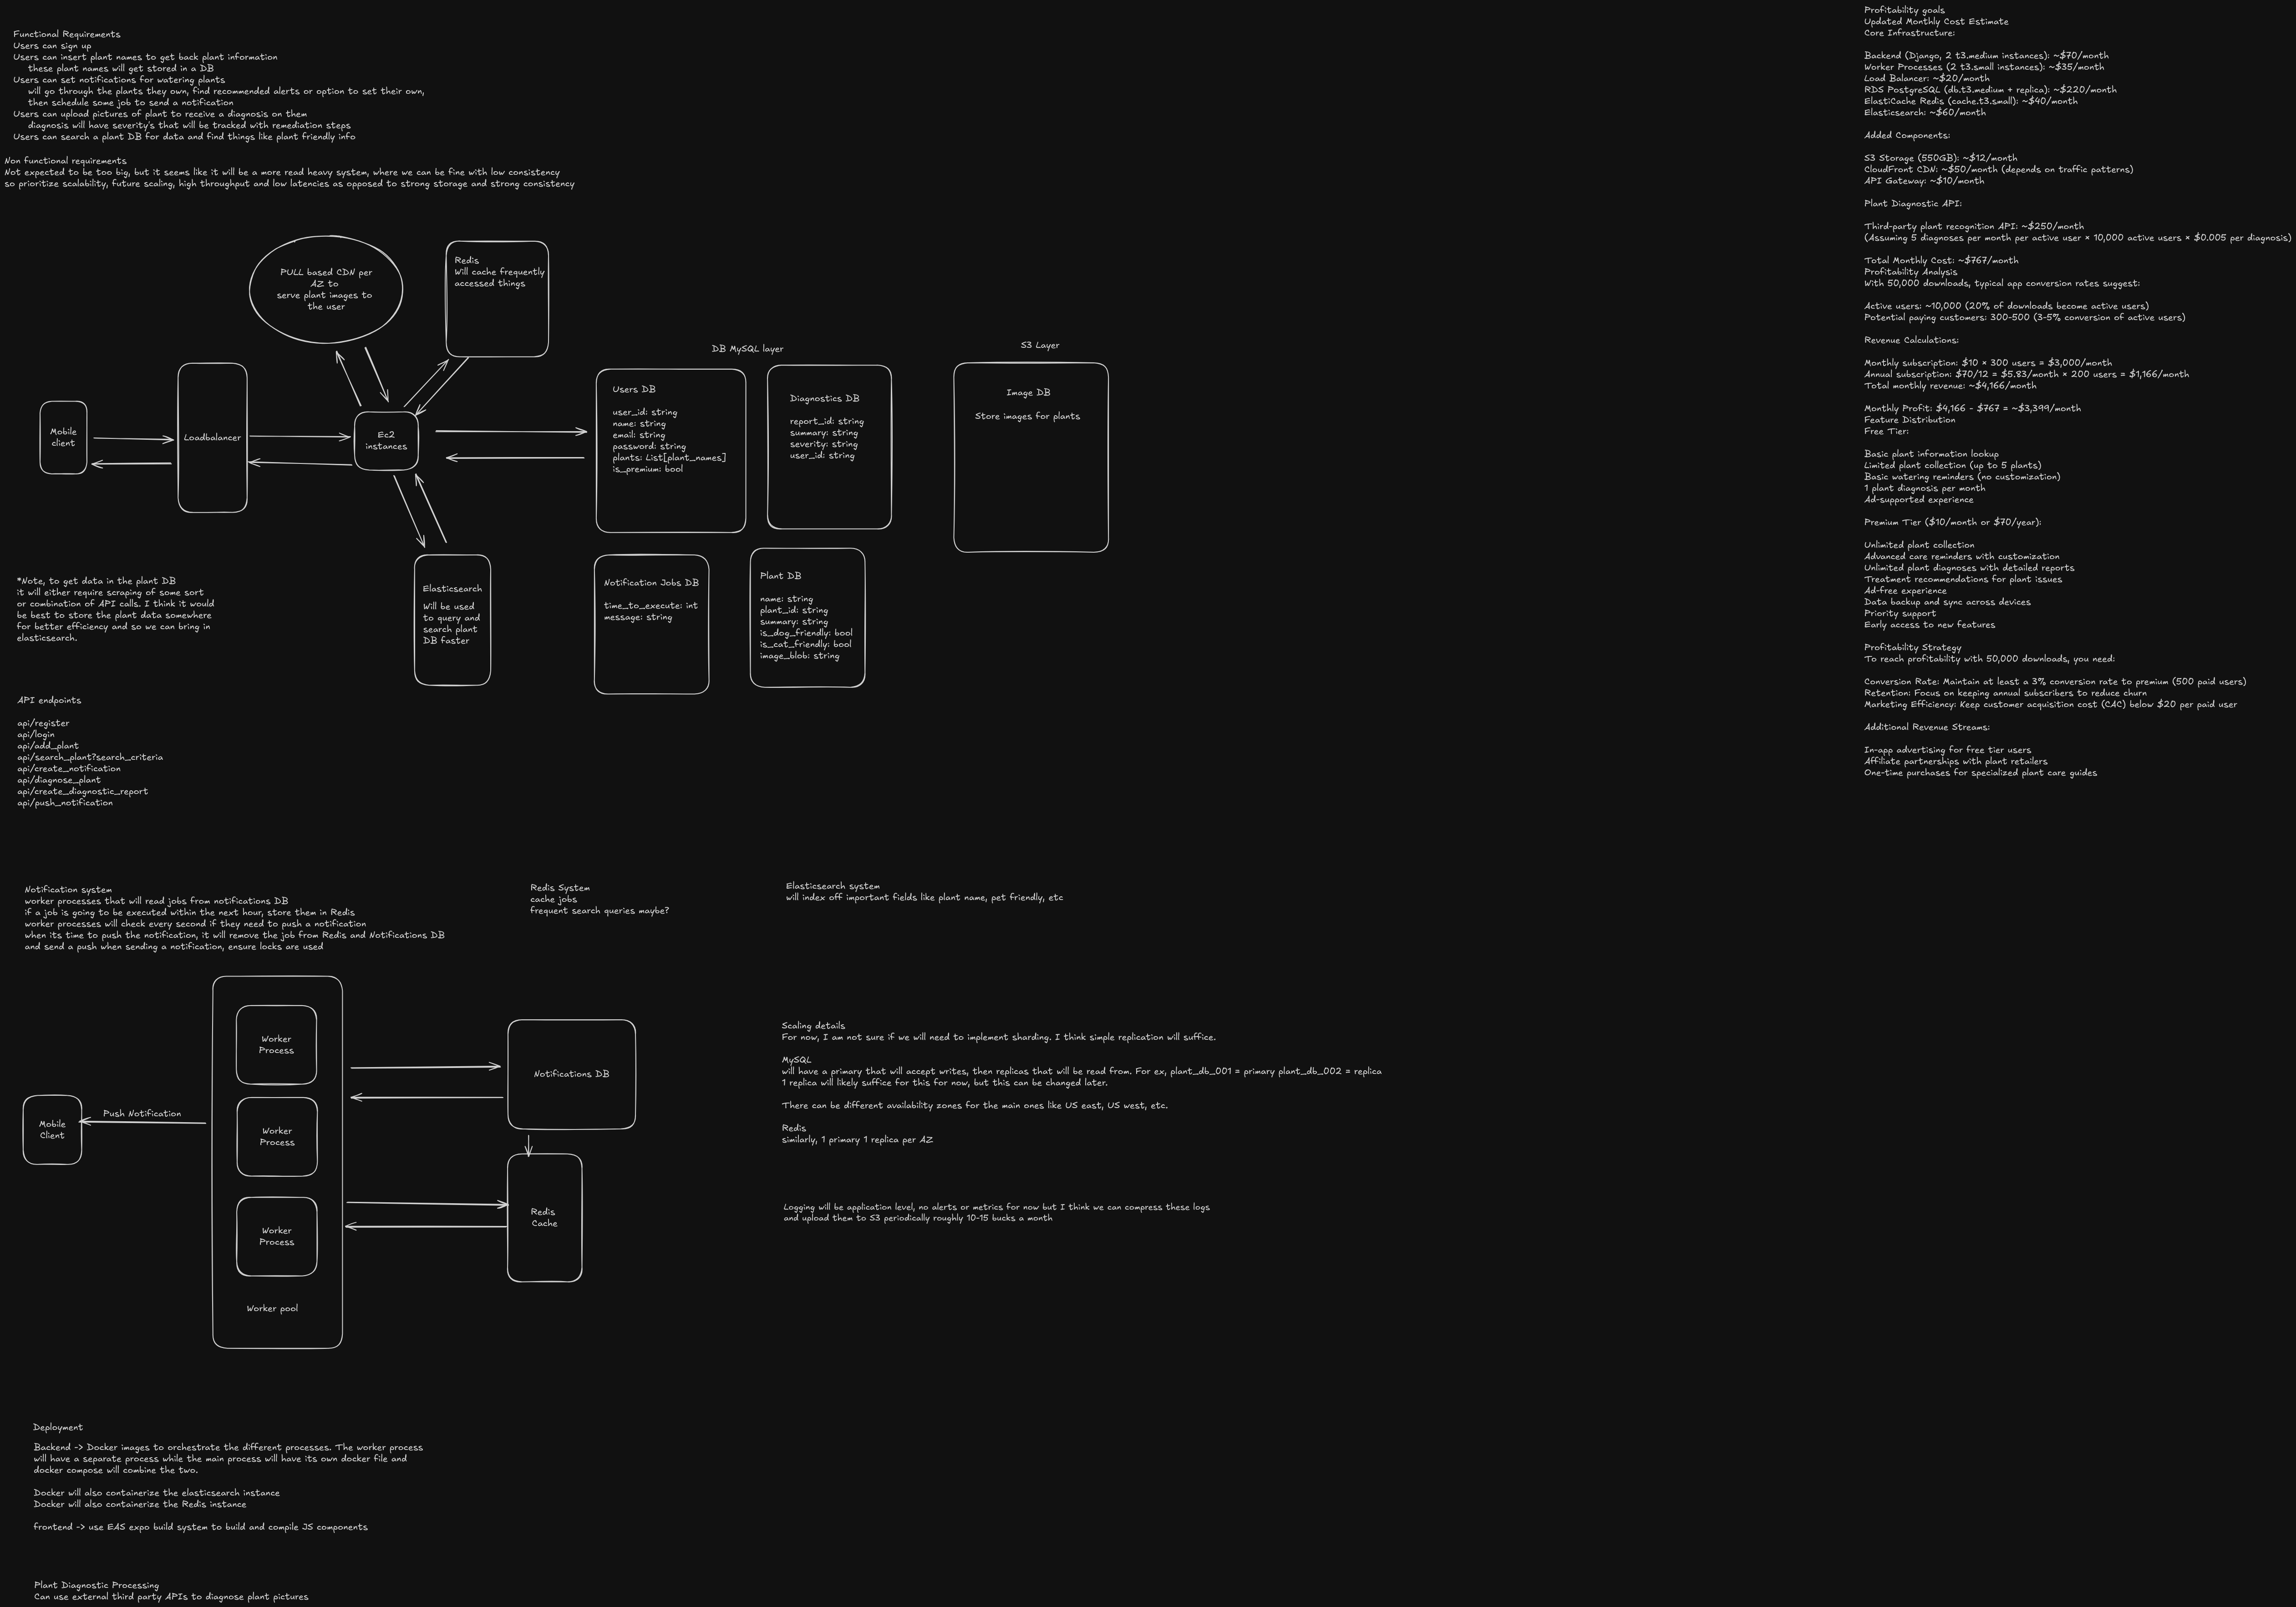 Functional Requirements
Users can sign up
Users can insert plant names to get back plant information
these plant names will get stored in a DB
Users can set notifications for watering plants
will go through the plants they own, find recommended alerts or option to set their own,
then schedule some job to send a notification
Users can upload pictures of plant to receive a diagnosis on them
diagnosis will have severity's that will be tracked with remediation steps
Users can search a plant DB for data and find things like plant friendly info
Non functional requirements
Not expected to be too big, but it seems like it will be a more read heavy system, where we can be fine with low consistency
so prioritize scalability, future scaling, high throughput and low latencies as opposed to strong storage and strong consistency
PULL based CDN per
AZ to
serve plant images to
the user
Redis
Will cache frequently
accessed things
Mobile
client
Loadbalancer
Ec2
instances
DB MySQL layer
Users DB
user_id: string
name: string
email: string
password: string
plants: List[plant_names]
is_premium: bool
Diagnostics DB
report_id: string
summary: string
severity: string
user_id: string
S3 Layer
Image DB
Store images for plants
Elasticsearch
Will be used
to query and
search plant
DB faster
Notification Jobs DB
time_to_execute: int
message: string
Plant DB
name: string
plant_id: string
summary: string
is_dog_friendly: bool
is_cat_friendly: bool
image_blob: string
*Note, to get data in the plant DB
it will either require scraping of some sort
or combination of API calls. I think it would
be best to store the plant data somewhere
for better efficiency and so we can bring in
elasticsearch.
API endpoints
api/register
api/login
api/add_plant
api/search_plant?search_criteria
api/create_notification
api/diagnose_plant
api/create_diagnostic_report
api/push_notification
Notification system
worker processes that will read jobs from notifications DB
if a job is going to be executed within the next hour, store them in Redis
worker processes will check every second if they need to push a notification
when its time to push the notification, it will remove the job from Redis and Notifications DB
and send a push when sending a notification, ensure locks are used
Redis System
cache jobs
frequent search queries maybe?
Elasticsearch system
will index off important fields like plant name, pet friendly, etc
Mobile
Client
Push Notification
Worker
Process
Worker
Process
Worker
Process
Worker pool
Notifications DB
Redis
Cache
Scaling details
For now, I am not sure if we will need to implement sharding. I think simple replication will suffice.
MySQL
will have a primary that will accept writes, then replicas that will be read from. For ex, plant_db_001 = primary plant_db_002 = replica
1 replica will likely suffice for this for now, but this can be changed later.
There can be different availability zones for the main ones like US east, US west, etc.
Redis
similarly, 1 primary 1 replica per AZ
Logging will be application level, no alerts or metrics for now but I think we can compress these logs
and upload them to S3 periodically roughly 10-15 bucks a month
Deployment
Backend -> Docker images to orchestrate the different processes. The worker process
will have a separate process while the main process will have its own docker file and
docker compose will combine the two.
Docker will also containerize the elasticsearch instance
Docker will also containerize the Redis instance
frontend -> use EAS expo build system to build and compile JS components
Plant Diagnostic Processing
Can use external third party APIs to diagnose plant pictures
Profitability goals
Updated Monthly Cost Estimate
Core Infrastructure:
Backend (Django, 2 t3.medium instances): ~$70/month
Worker Processes (2 t3.small instances): ~$35/month
Load Balancer: ~$20/month
RDS PostgreSQL (db.t3.medium + replica): ~$220/month
ElastiCache Redis (cache.t3.small): ~$40/month
Elasticsearch: ~$60/month
Added Components:
S3 Storage (550GB): ~$12/month
CloudFront CDN: ~$50/month (depends on traffic patterns)
API Gateway: ~$10/month
Plant Diagnostic API:
Third-party plant recognition API: ~$250/month
(Assuming 5 diagnoses per month per active user × 10,000 active users × $0.005 per diagnosis)
Total Monthly Cost: ~$767/month
Profitability Analysis
With 50,000 downloads, typical app conversion rates suggest:
Active users: ~10,000 (20% of downloads become active users)
Potential paying customers: 300-500 (3-5% conversion of active users)
Revenue Calculations:
Monthly subscription: $10 × 300 users = $3,000/month
Annual subscription: $70/12 = $5.83/month × 200 users = $1,166/month
Total monthly revenue: ~$4,166/month
Monthly Profit: $4,166 - $767 = ~$3,399/month
Feature Distribution
Free Tier:
Basic plant information lookup
Limited plant collection (up to 5 plants)
Basic watering reminders (no customization)
1 plant diagnosis per month
Ad-supported experience
Premium Tier ($10/month or $70/year):
Unlimited plant collection
Advanced care reminders with customization
Unlimited plant diagnoses with detailed reports
Treatment recommendations for plant issues
Ad-free experience
Data backup and sync across devices
Priority support
Early access to new features
Profitability Strategy
To reach profitability with 50,000 downloads, you need:
Conversion Rate: Maintain at least a 3% conversion rate to premium (500 paid users)
Retention: Focus on keeping annual subscribers to reduce churn
Marketing Efficiency: Keep customer acquisition cost (CAC) below $20 per paid user
Additional Revenue Streams:
In-app advertising for free tier users
Affiliate partnerships with plant retailers
One-time purchases for specialized plant care guides